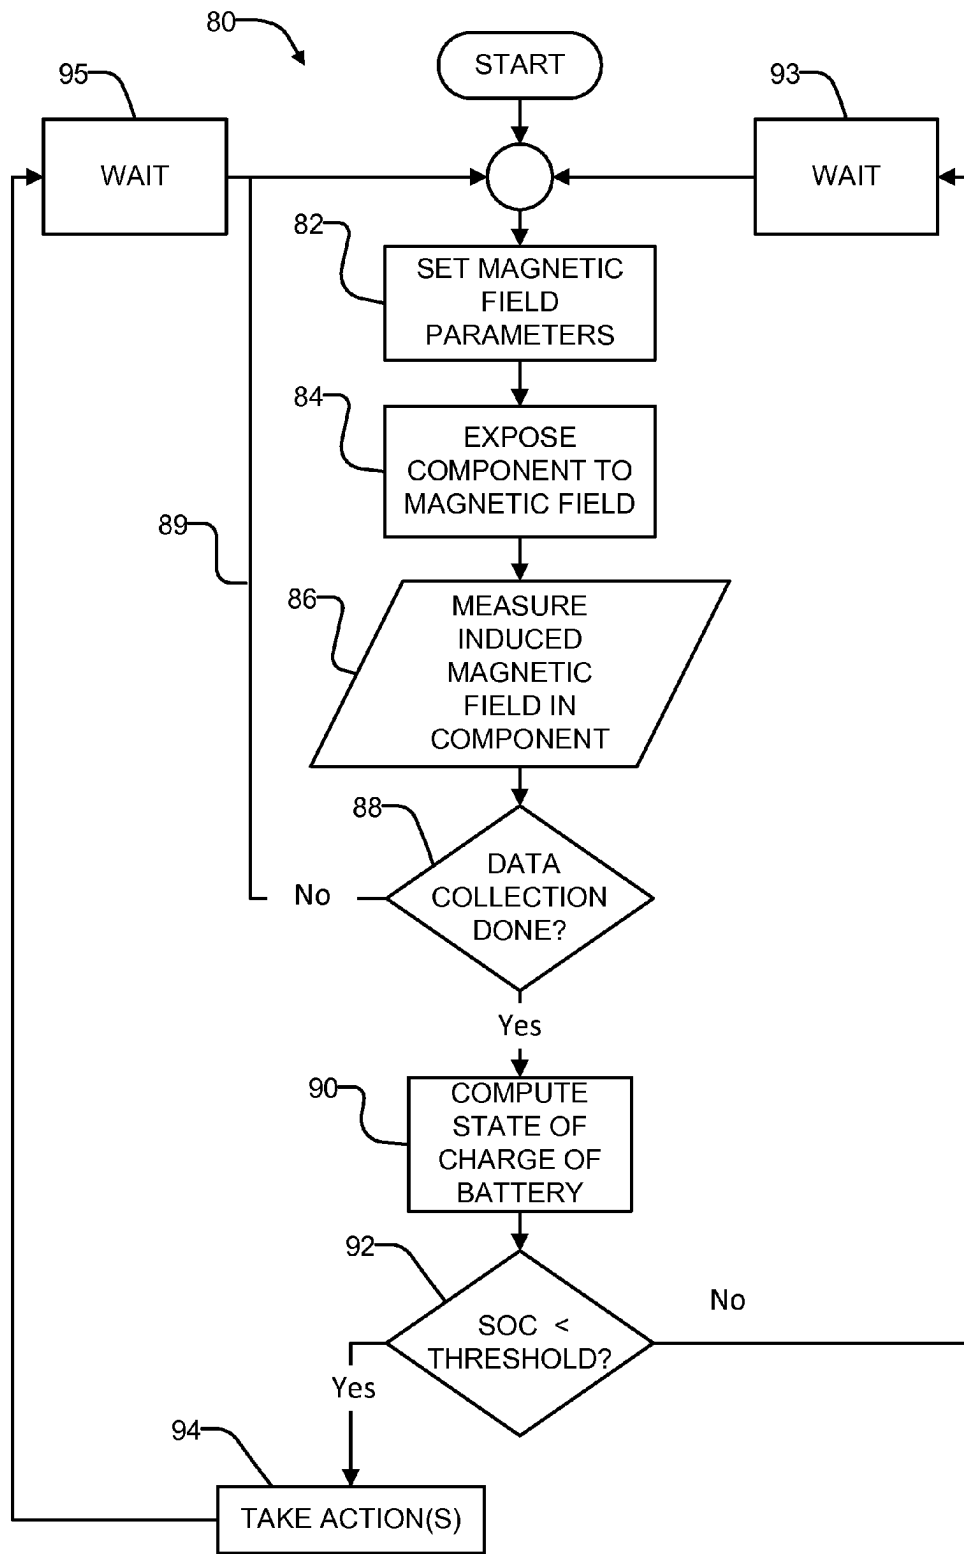 80
START
95
93
WAIT
WAIT
82
SET MAGNETIC
FIELD
PARAMETERS
84
EXPOSE
COMPONENT TO
MAGNETIC FIELD
89
86
MEASURE
INDUCED
MAGNETIC
FIELD IN
COMPONENT
88
DATA
COLLECTION
DONE?
No
Yes
90
COMPUTE
STATE OF
CHARGE OF
BATTERY
92
No
SOC <
THRESHOLD?
Yes
94
TAKE ACTION(S)